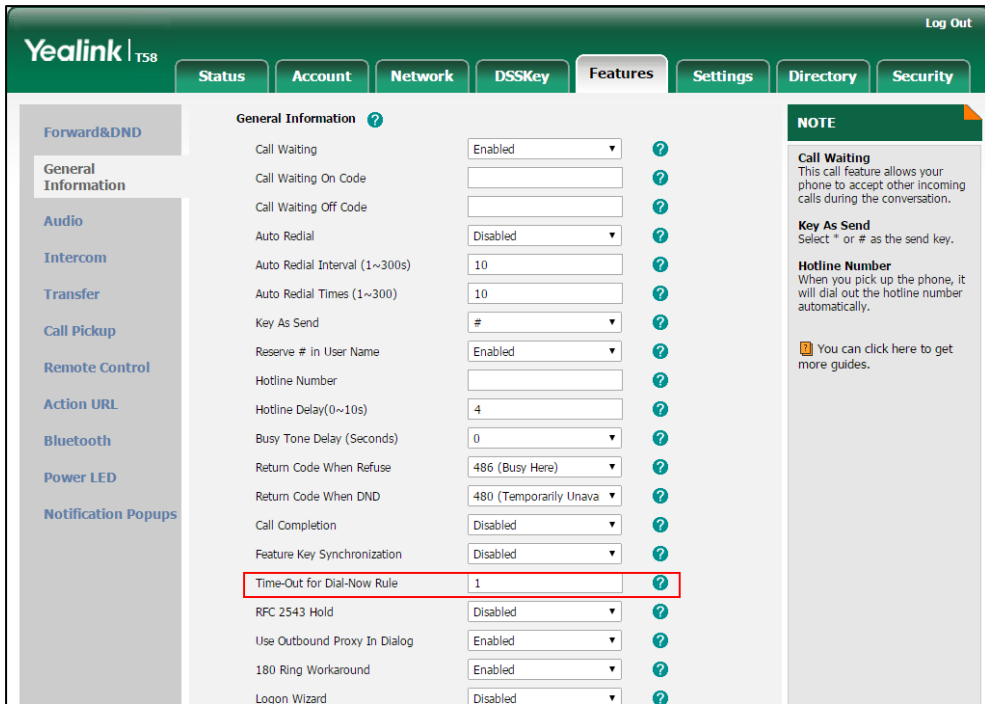 Log Out
Yealink T58
Status Account Network DSSKey Features Settings Directory Security
Forward&DND
General
Information
Audio
Intercom
Transfer
Call Pickup
Remote Control
Action URL
Bluetooth
Power LED
Notification Popups
General Information ?
Call Waiting Enabled ?
Call Waiting On Code ?
Call Waiting Off Code ?
Auto Redial Disabled ?
Auto Redial Interval (1~300s) 10 ?
Auto Redial Times (1~300) 10 ?
Key As Send # ?
Reserve # in User Name Enabled ?
Hotline Number ?
Hotline Delay(0~10s) 4 ?
Busy Tone Delay (Seconds) 0 ?
Return Code When Refuse 486 (Busy Here) ?
Return Code When DND 480 (Temporarily Unava ?
Call Completion Disabled ?
Feature Key Synchronization Disabled ?
Time-Out for Dial-Now Rule 1 ?
RFC 2543 Hold Disabled ?
Use Outbound Proxy In Dialog Enabled ?
180 Ring Workaround Enabled ?
Logon Wizard Disabled ?
NOTE
Call Waiting
This call feature allows your
phone to accept other incoming
calls during the conversation.
Key As Send
Select * or # as the send key.
Hotline Number
When you pick up the phone, it
will dial out the hotline number
automatically.
? You can click here to get
more guides.